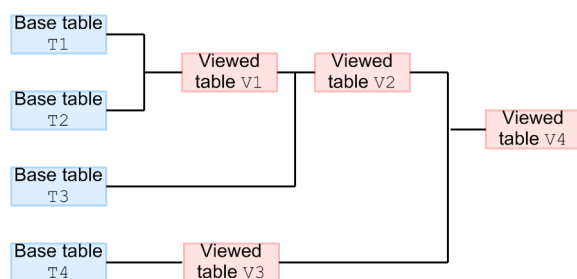 Base table
T1
Viewed
table V1
Viewed
table V2
Base table
T2
Viewed
table V4
Base table
T3
Base table
T4
Viewed
table V3